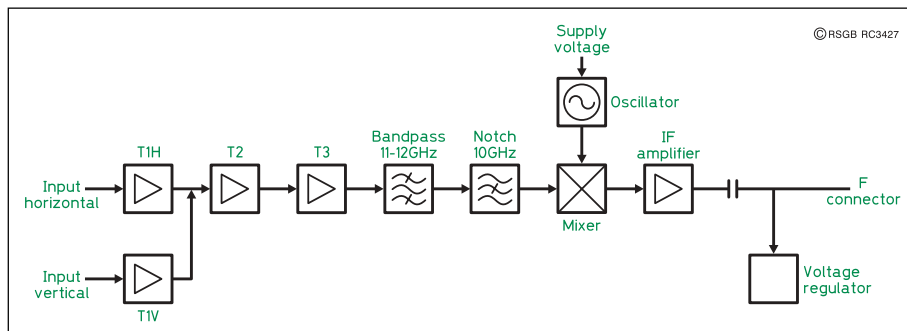 © RSGB RC3427
Supply
voltage
Oscillator
T1H
T2
T3
Bandpass
11-12GHz
Notch
10GHz
IF
amplifier
Input
horizontal
Mixer
F
connector
Input
vertical
T1V
Voltage
regulator